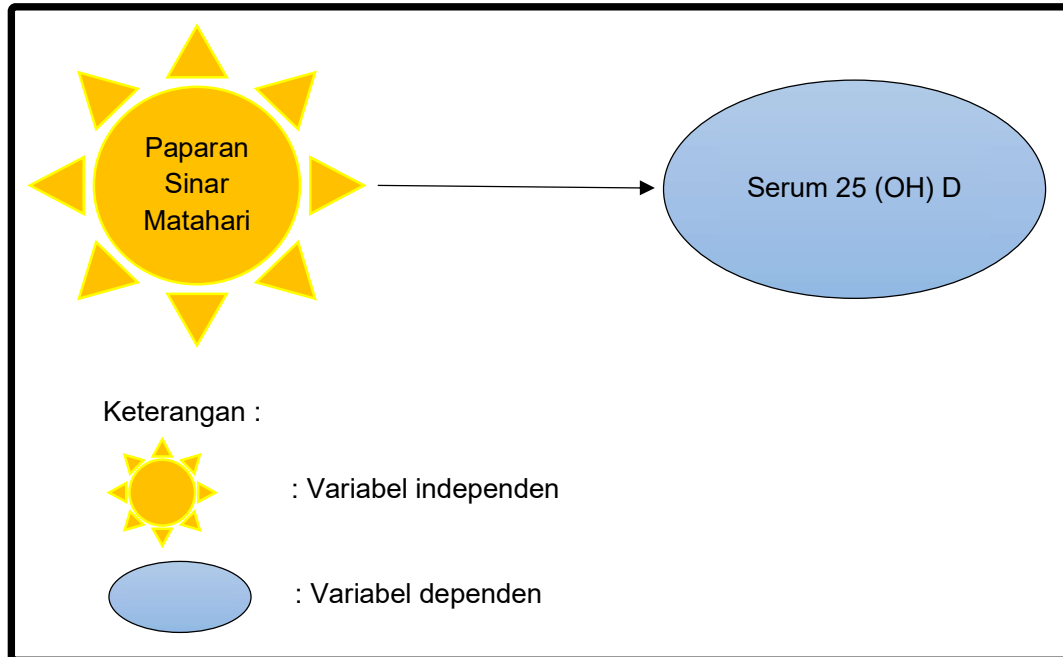 Paparan
Sinar
Matahari
Serum 25 (OH) D
Keterangan :
: Variabel independen
: Variabel dependen